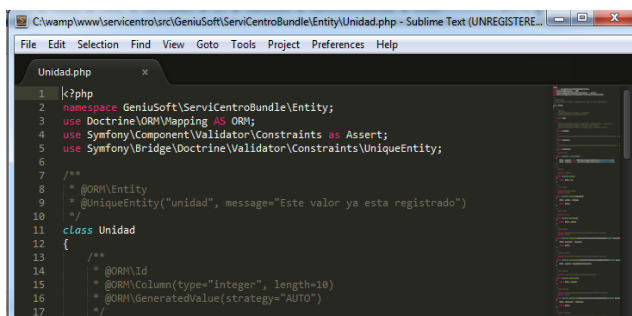 C:\wamp\www\servicentro\src\GeniuSoft\ServiCentroBundle\Entity\Unidad.php - Sublime Text (UNREGISTERE...
File Edit Selection Find View Goto Tools Project Preferences Help
Unidad.php ×
1 <?php
2 namespace GeniuSoft\ServiCentroBundle\Entity;
3 use Doctrine\ORM\Mapping AS ORM;
4 use Symfony\Component\Validator\Constraints as Assert;
5 use Symfony\Bridge\Doctrine\Validator\Constraints\UniqueEntity;
6
7 /**
8 * @ORM\Entity
9 * @UniqueEntity("unidad", message="Este valor ya esta registrado")
10 */
11 class Unidad
12 {
13 /**
14 * @ORM\Id
15 * @ORM\Column(type="integer", length=10)
16 * @ORM\GeneratedValue(strategy="AUTO")
17 */